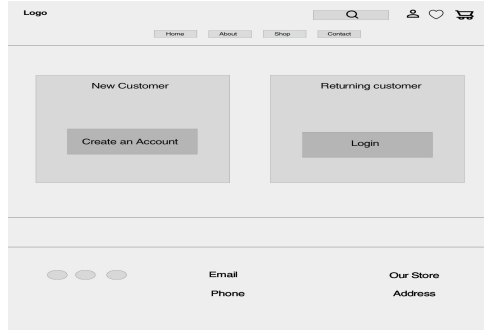 Logo
Home About Shop Contact
New Customer
Create an Account
Returning customer
Login
Email
Phone
Our Store
Address